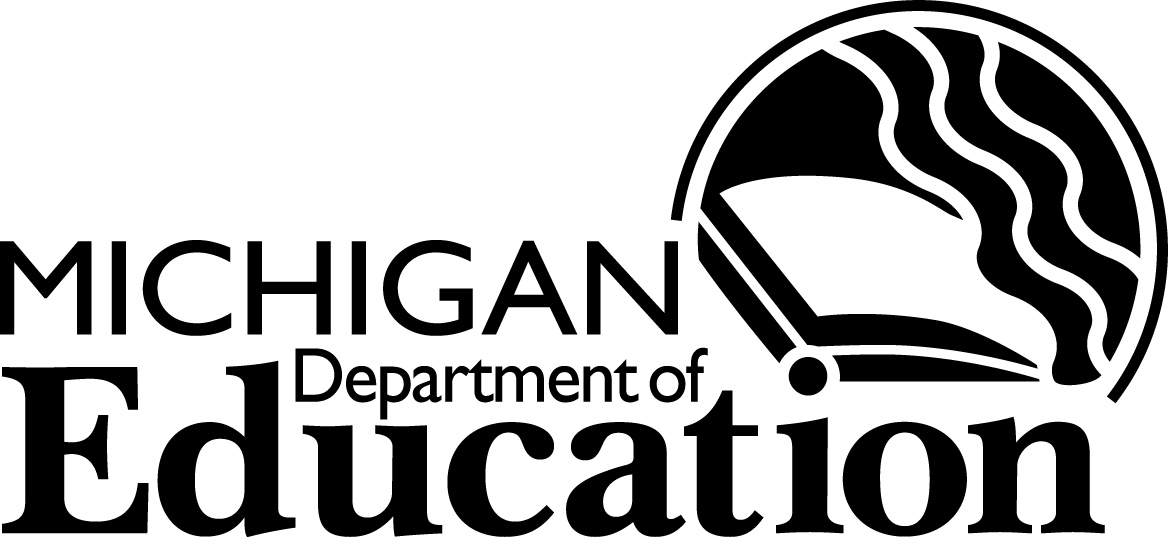 MICHIGAN
Department of
Education